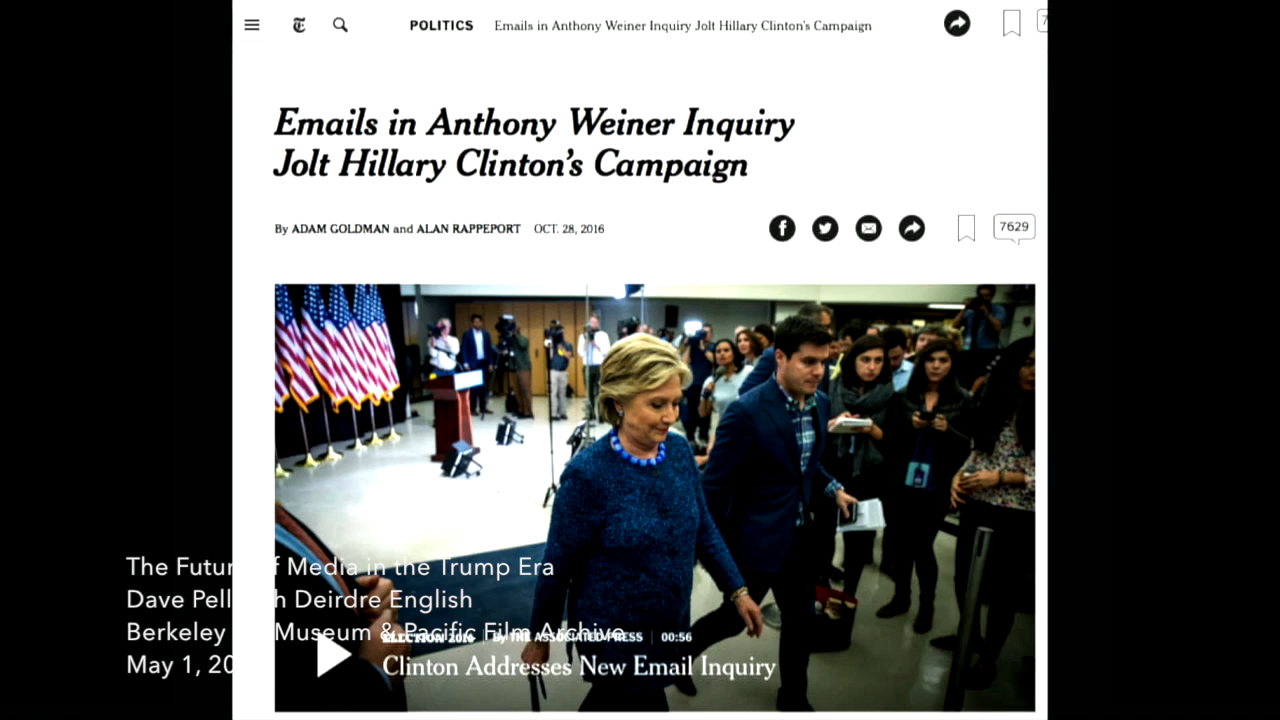 POLITICS Emails in Anthony Weiner Inquiry Jolt Hillary Clinton's Campaign
Emails in Anthony Weiner Inquiry
Jolt Hillary Clinton's Campaign
By ADAM GOLDMAN and ALAN RAPPEPORT OCT. 28, 2016
7629
The Futur f Media in the Trump Era
Dave Pell h Deirdre English
Berkeley Museum & Pacific Film Archive
May 1, 20
ELECTION 2016 By THE ASSOCIATED PRESS 00:56
Clinton Addresses New Email Inquiry